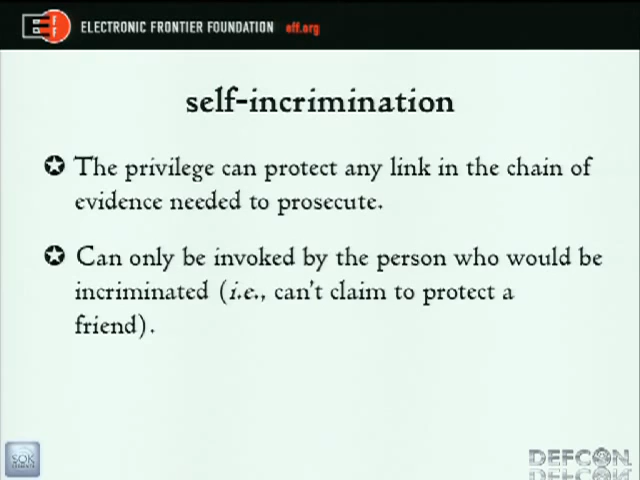 ELECTRONIC FRONTIER FOUNDATION eff.org
self-incrimination
The privilege can protect any link in the chain of
evidence needed to prosecute.
Can only be invoked by the person who would be
incriminated (i.e., can't claim to protect a
friend).
SOK
DEFCON